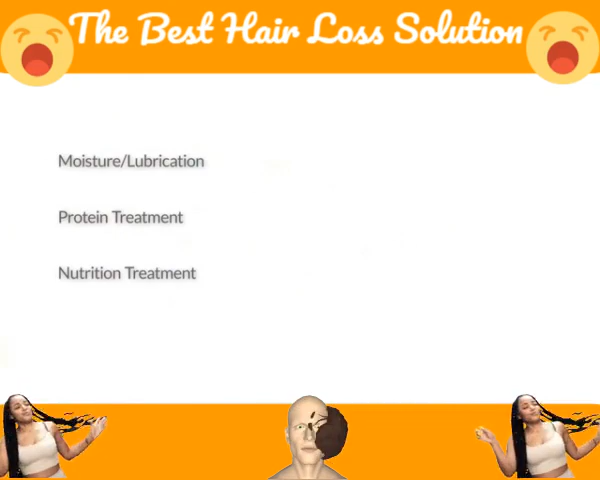 The Best Hair Loss Solution
Moisture/Lubrication
Protein Treatment
Nutrition Treatment